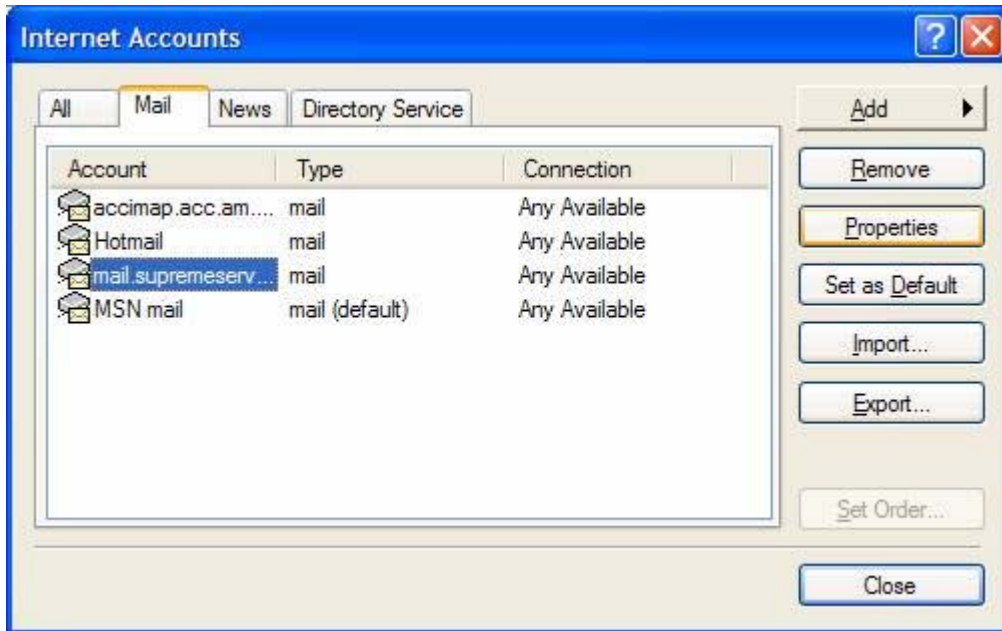 Internet Accounts
All Mail News Directory Service
Add
Account Type Connection
Remove
accimap.acc.am.... mail Any Available
Hotmail mail Any Available
Properties
mail.supremeserv... mail Any Available
Set as Default
MSN mail mail (default) Any Available
Import...
Export...
Set Order...
Close